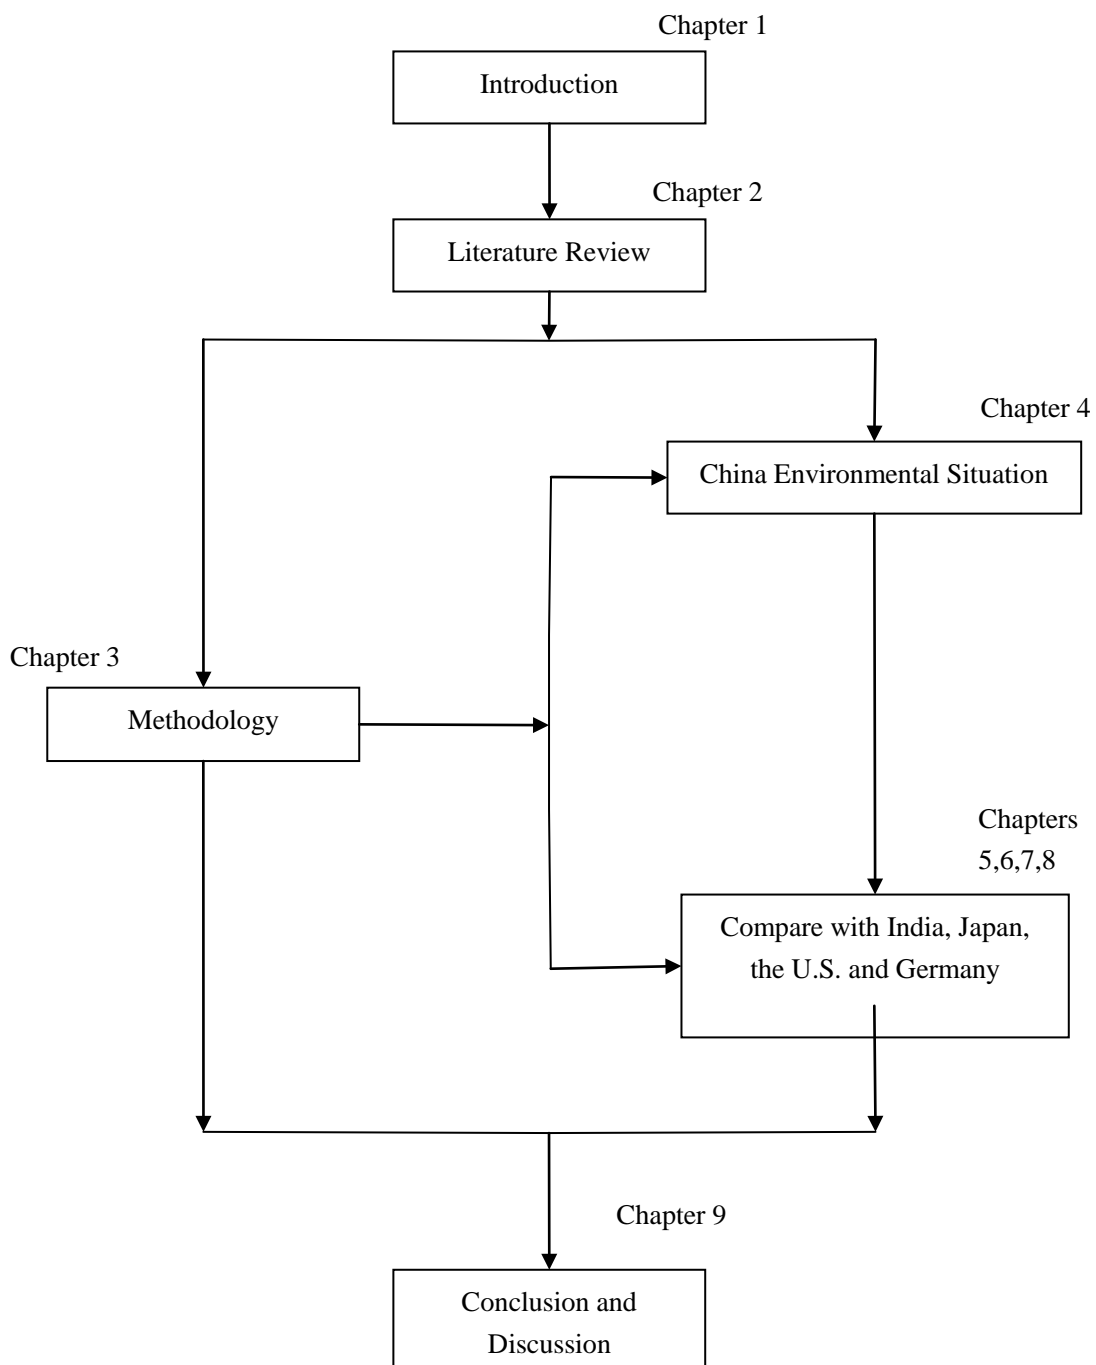 Chapter 1
Introduction
Chapter 2
Literature Review
Chapter 4
China Environmental Situation
Chapter 3
Methodology
Chapters
5,6,7,8
Compare with India, Japan,
the U.S. and Germany
Chapter 9
Conclusion and
Discussion